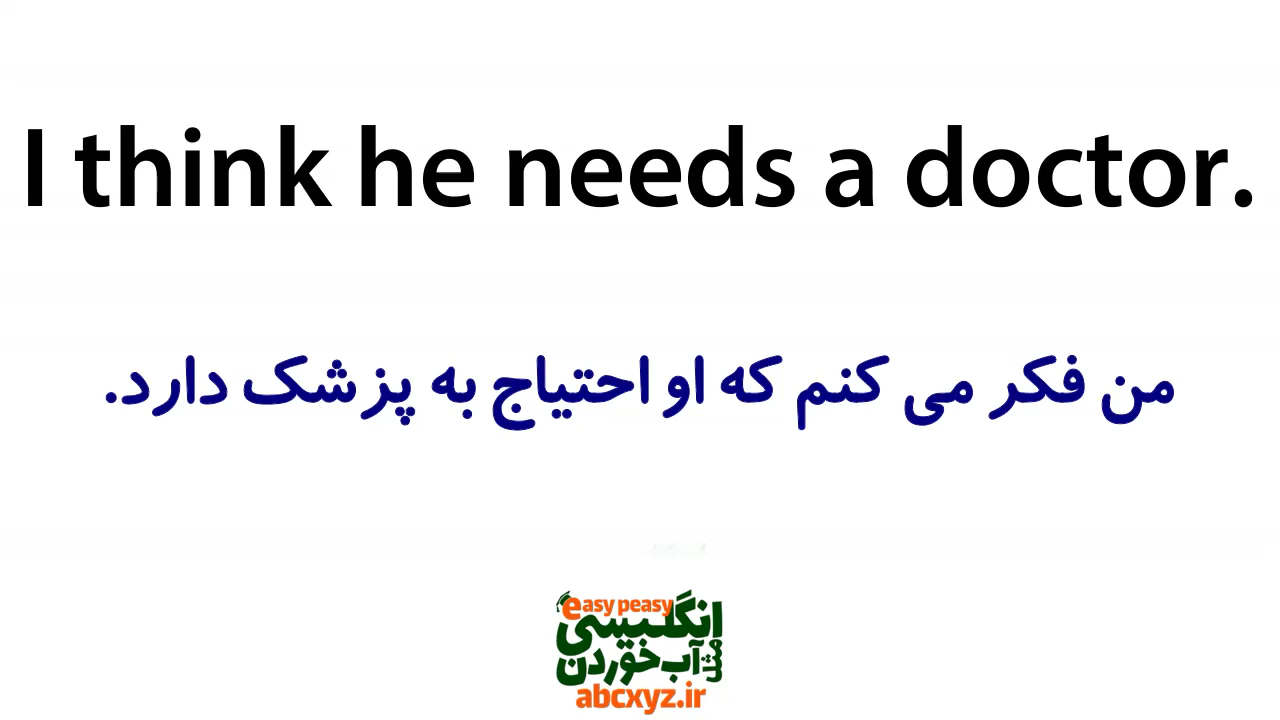 I think he needs a doctor.
من فکر می کنم که او احتیاج به پزشک دارد.
easy peasy
انگلیسی
مثل آب خوردن
abcxyz.ir